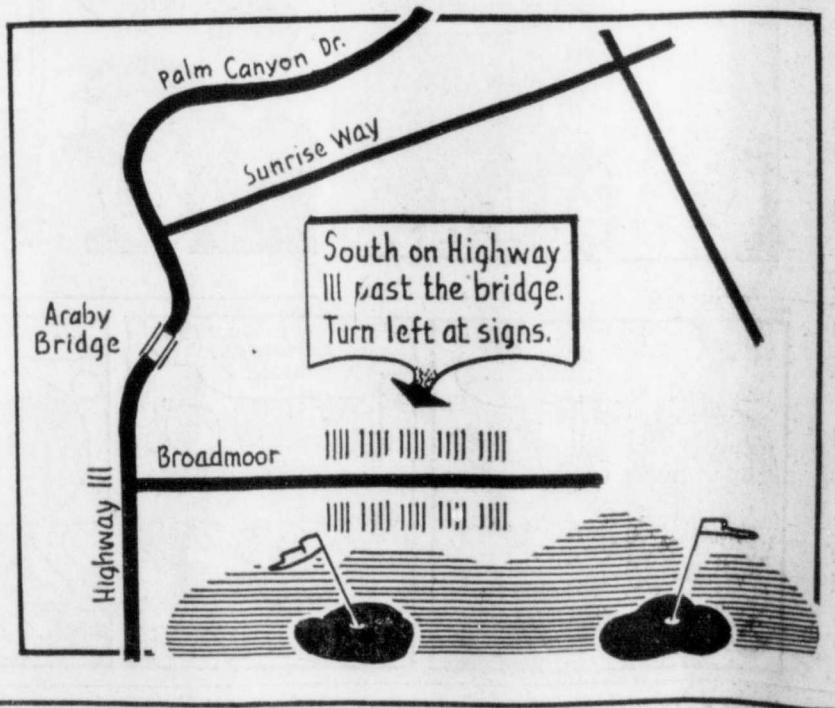 Palm Canyon Dr.
Sunrise Way
South on Highway
111 past the bridge.
Turn left at signs.
Araby
Bridge
Broadmoor
Highway 111